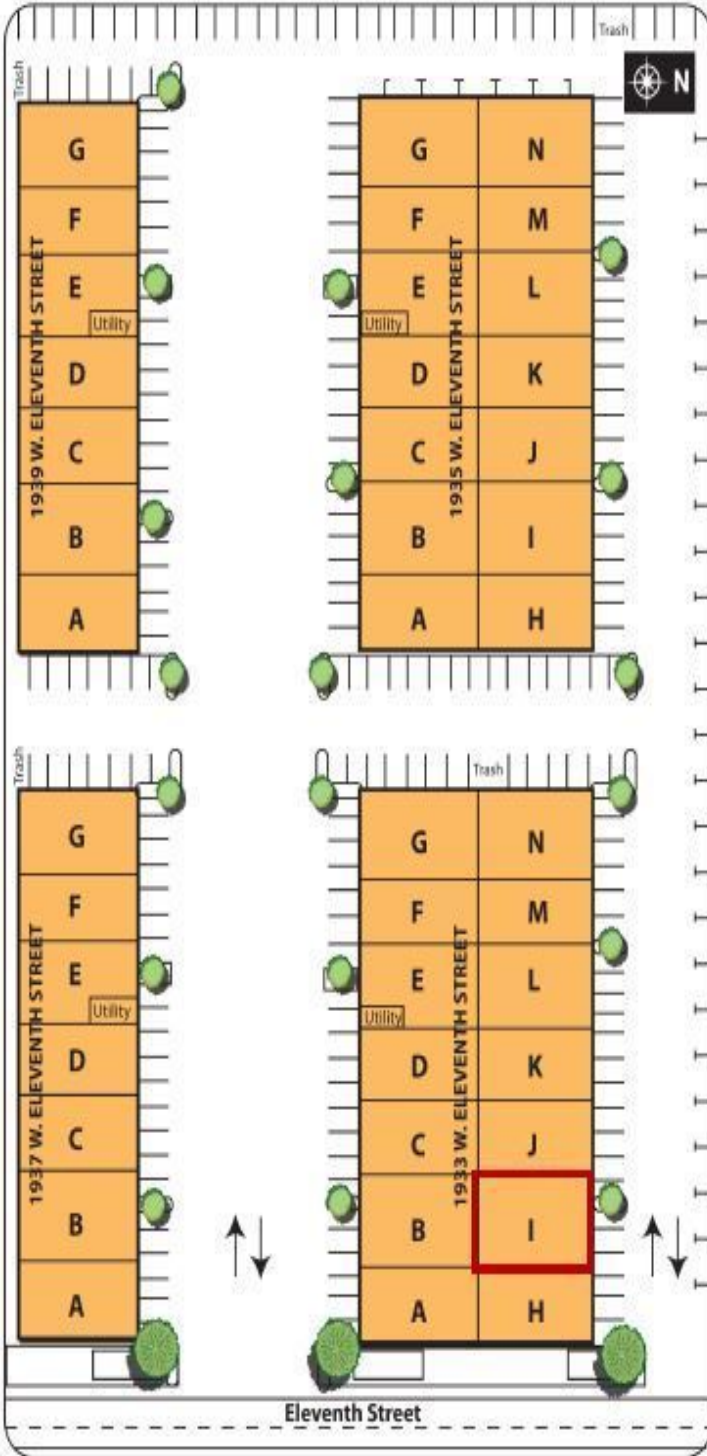 Trash
N
Trash
G
F
E
Utility
D
C
B
A
1939 W. ELEVENTH STREET
G
N
F
M
E
L
Utility
D
K
C
J
B
I
A
H
1935 W. ELEVENTH STREET
Trash
G
F
E
Utility
D
C
B
A
1937 W. ELEVENTH STREET
Trash
G
N
F
M
E
L
Utility
D
K
C
J
B
I
A
H
1933 W. ELEVENTH STREET
Eleventh Street